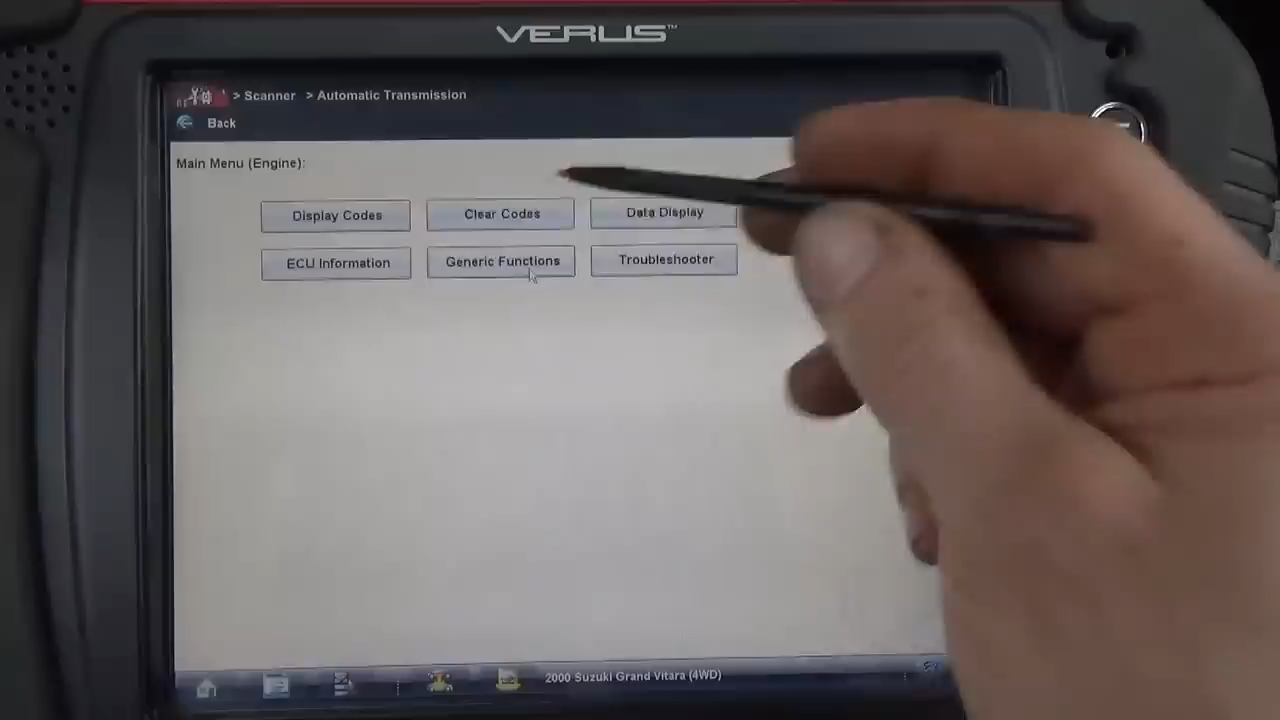 VERUS™
> Scanner > Automatic Transmission
Back
Main Menu (Engine):
Display Codes Clear Codes Data Display
ECU Information Generic Functions Troubleshooter
2000 Suzuki Grand Vitara (4WD)